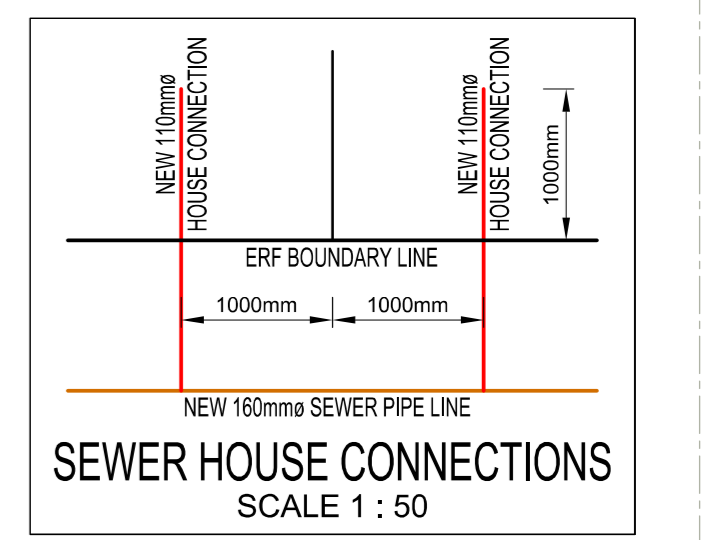 NEW 110mmø
HOUSE CONNECTION
NEW 110mmø
HOUSE CONNECTION
1000mm
ERF BOUNDARY LINE
1000mm
1000mm
NEW 160mmø SEWER PIPE LINE
SEWER HOUSE CONNECTIONS
SCALE 1 : 50